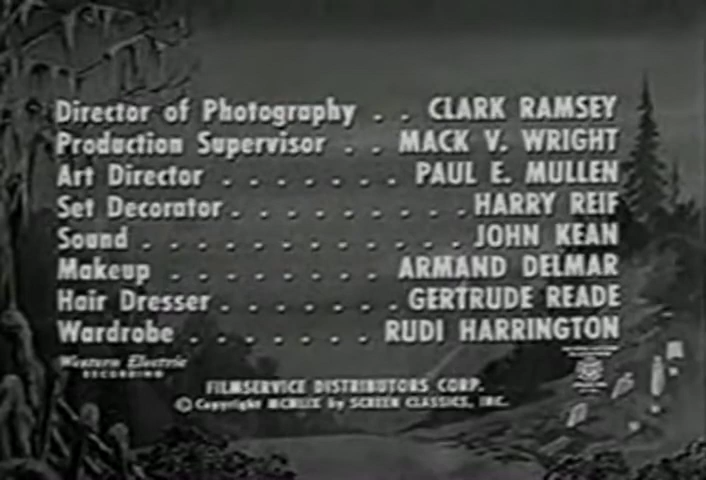 Director of Photography . . CLARK RAMSEY
Production Supervisor . . MACK V. WRIGHT
Art Director . . . . . . . PAUL E. MULLEN
Set Decorator . . . . . . . . HARRY REIF
Sound . . . . . . . . . . . . . JOHN KEAN
Makeup . . . . . . . . ARMAND DELMAR
Hair Dresser . . . . . . . GERTRUDE READE
Wardrobe . . . . . . . RUDI HARRINGTON
Western Electric
RECORDING
FILMSERVICE DISTRIBUTORS CORP.
© Copyright MCMLIX by SCREEN CLASSICS, INC.